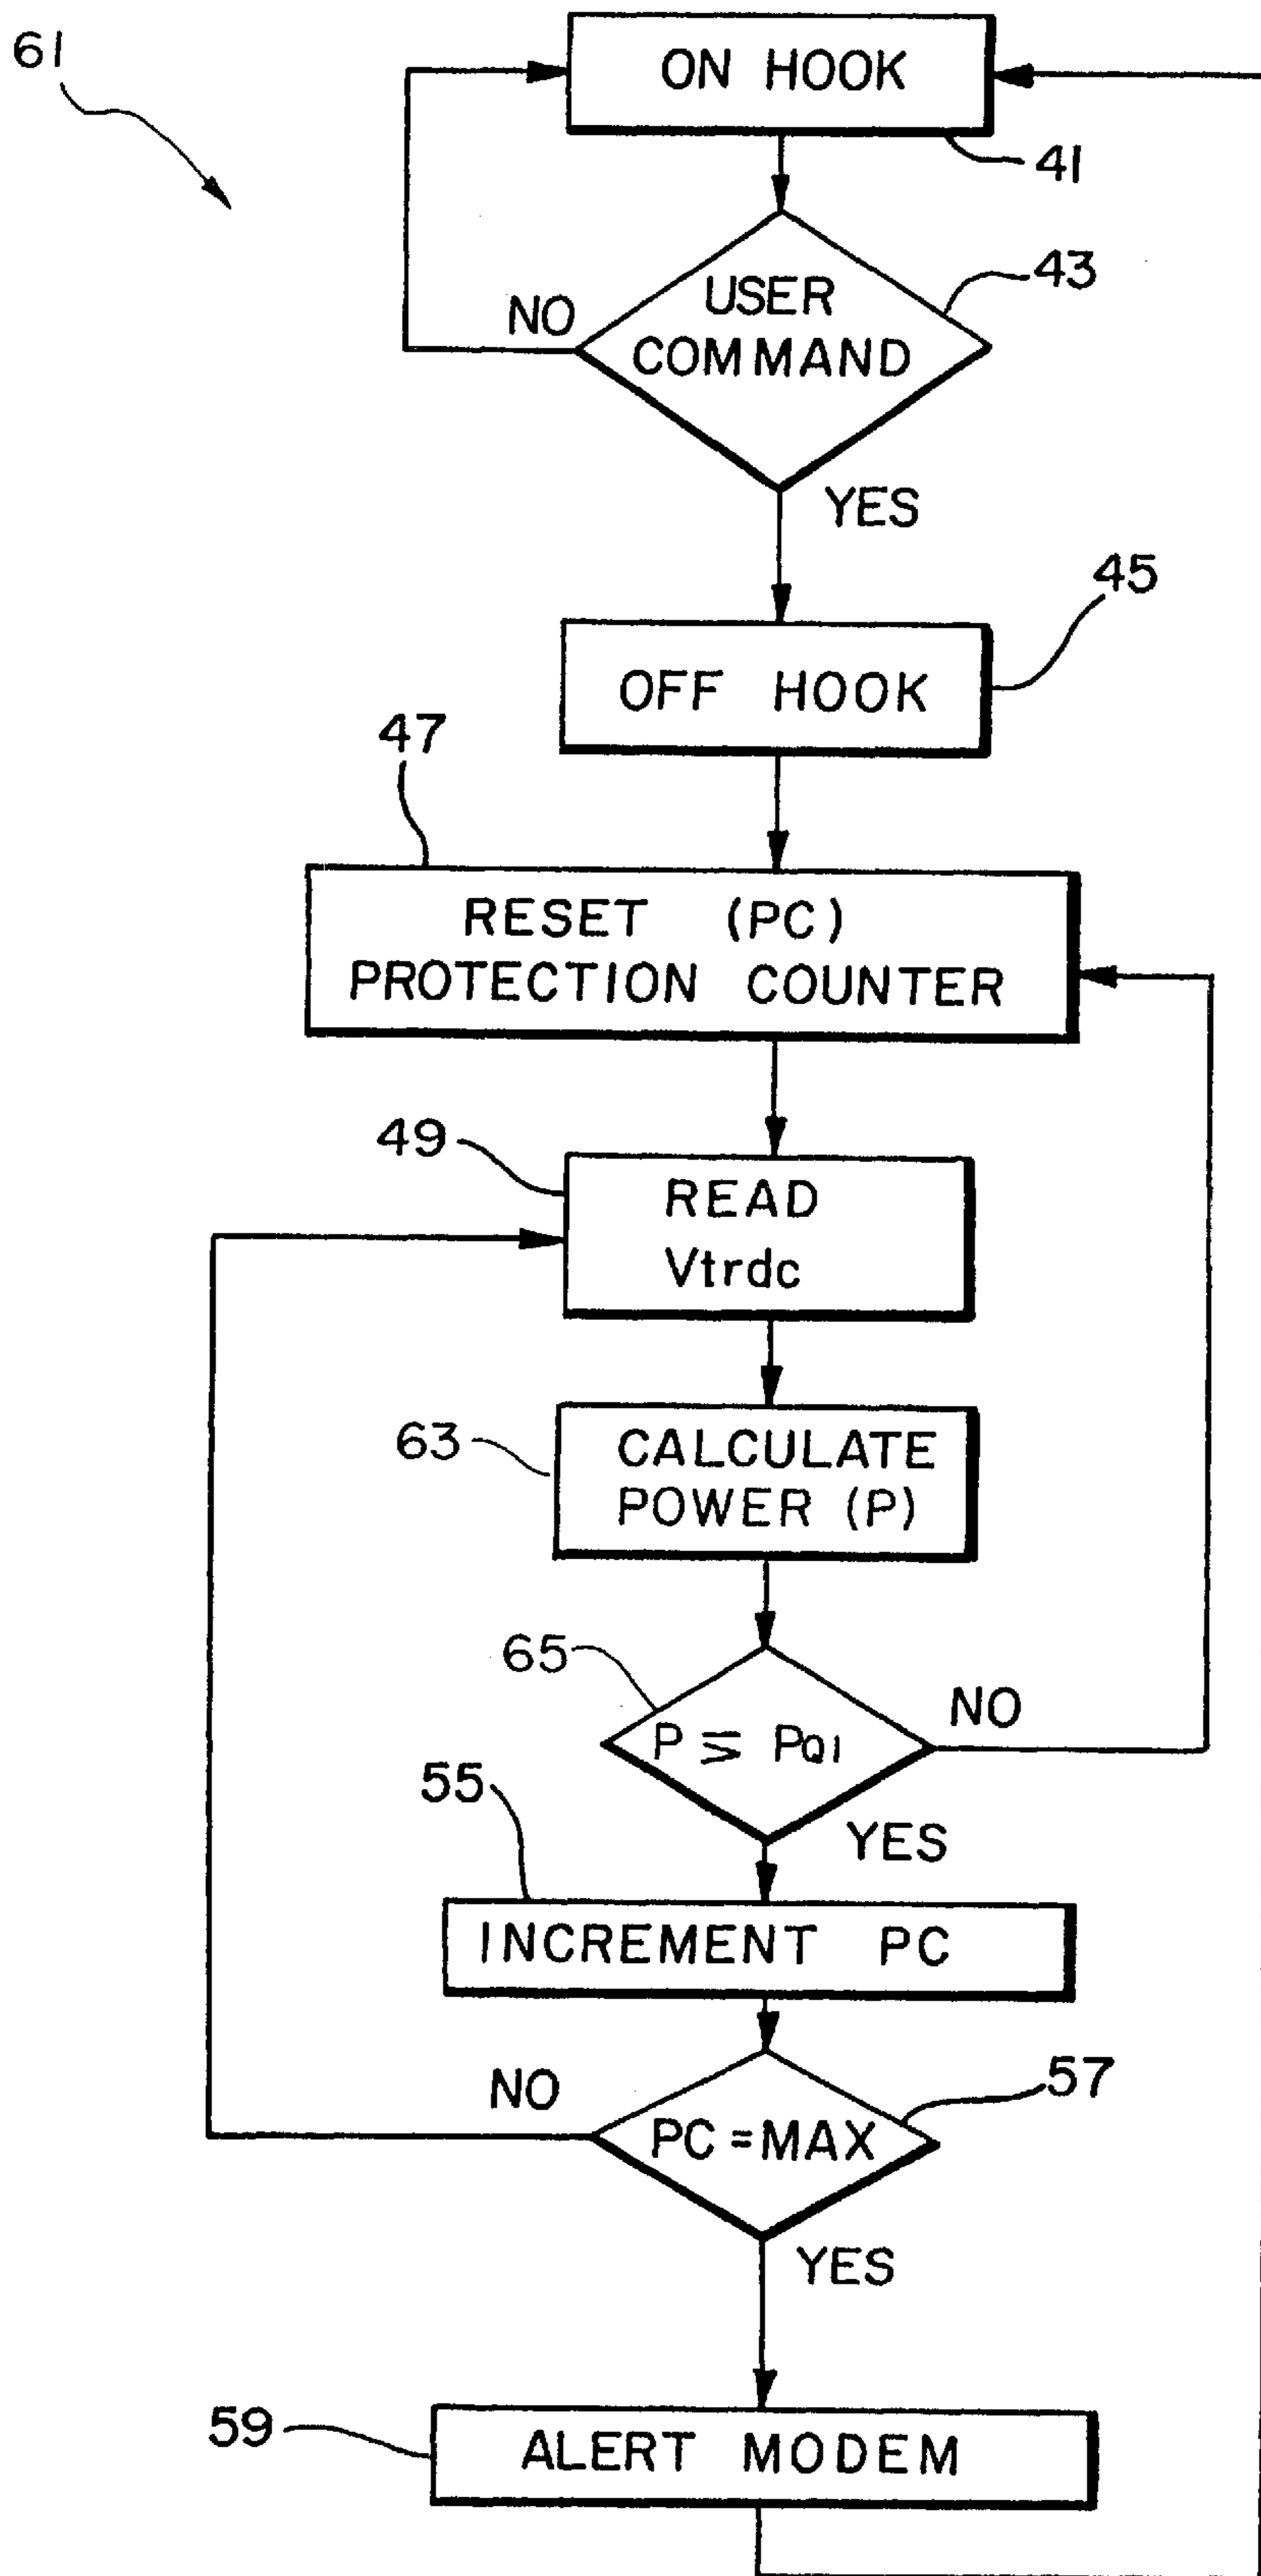 61
ON HOOK
41
43
USER
COMMAND
NO
YES
45
OFF HOOK
47
RESET (PC)
PROTECTION COUNTER
49
READ
Vtrdc
63
CALCULATE
POWER (P)
65
P ≥ PQ1
NO
55
YES
INCREMENT PC
NO
57
PC = MAX
YES
59
ALERT MODEM